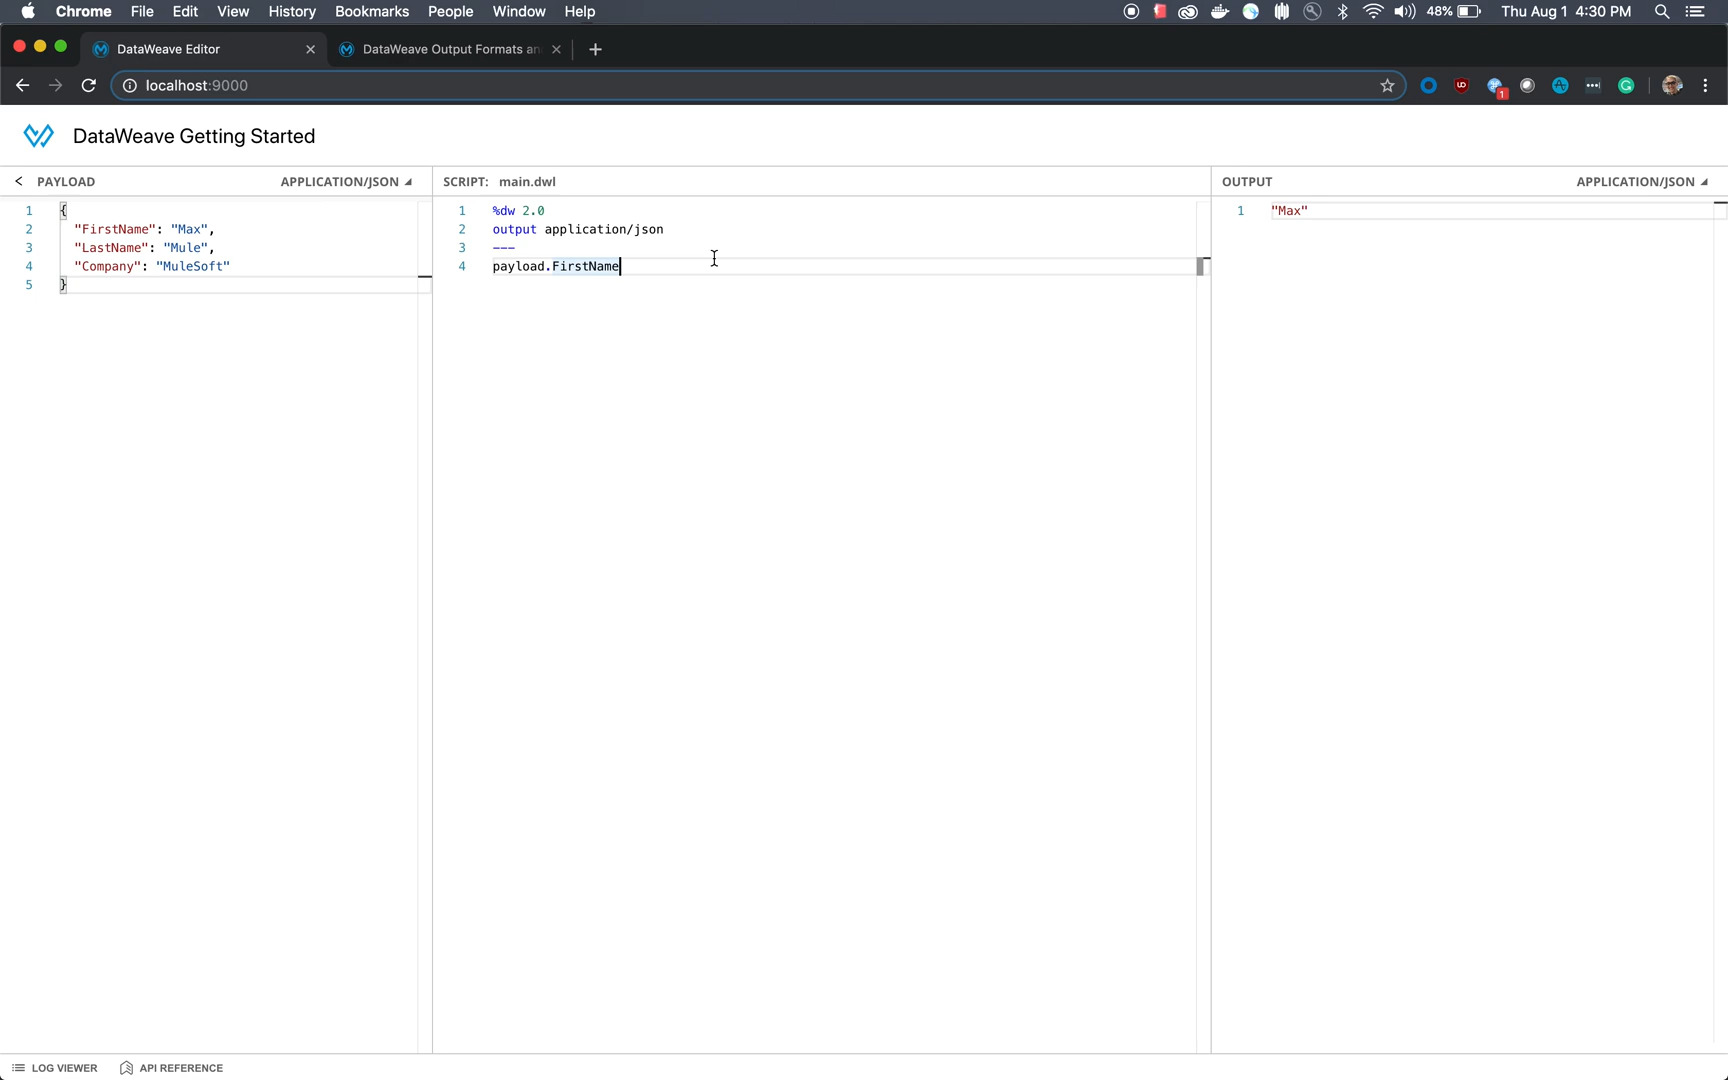 Chrome File Edit View History Bookmarks People Window Help 48% Thu Aug 1 4:30 PM
DataWeave Editor DataWeave Output Formats an
localhost:9000 UD 1
DataWeave Getting Started
PAYLOAD APPLICATION/JSON SCRIPT: main.dwl OUTPUT APPLICATION/JSON
1 {
2 "FirstName": "Max",
3 "LastName": "Mule",
4 "Company": "MuleSoft"
5 }
1 %dw 2.0
2 output application/json
3 ---
4 payload.FirstName
1 "Max"
LOG VIEWER API REFERENCE